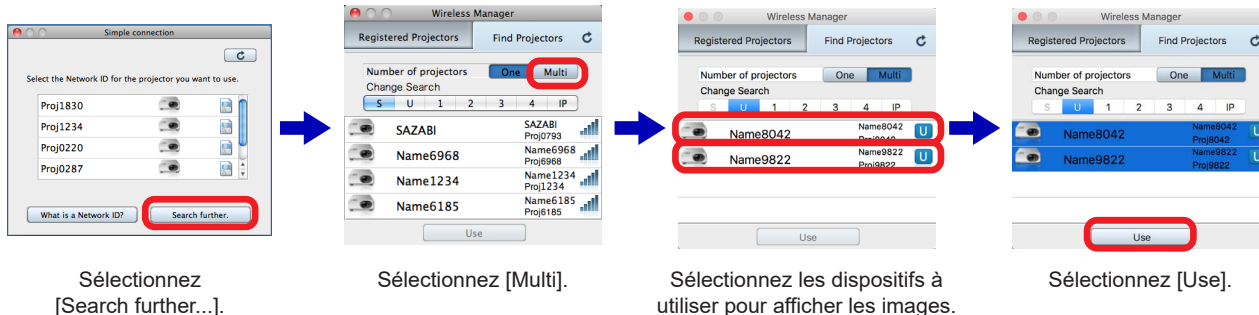 Simple connection
Select the Network ID for the projector you want to use.
Proj1830
Proj1234
Proj0220
Proj0287
What is a Network ID?
Search further.
Sélectionnez
[Search further...].
Wireless Manager
Registered Projectors
Find Projectors
Number of projectors
One
Multi
Change Search
S U 1 2 3 4 IP
SAZABI
SAZABI
Proj0793
Name6968
Name6968
Proj6968
Name1234
Name1234
Proj1234
Name6185
Name6185
Proj6185
Use
Sélectionnez [Multi].
Wireless Manager
Registered Projectors
Find Projectors
Number of projectors
One
Multi
Change Search
S U 1 2 3 4 IP
Name8042
Name8042
Proj8042
U
Name9822
Name9822
Proj9822
U
Use
Sélectionnez les dispositifs à
utiliser pour afficher les images.
Wireless Manager
Registered Projectors
Find Projectors
Number of projectors
One
Multi
Change Search
S U 1 2 3 4 IP
Name8042
Name8042
Proj8042
U
Name9822
Name9822
Proj9822
U
Use
Sélectionnez [Use].